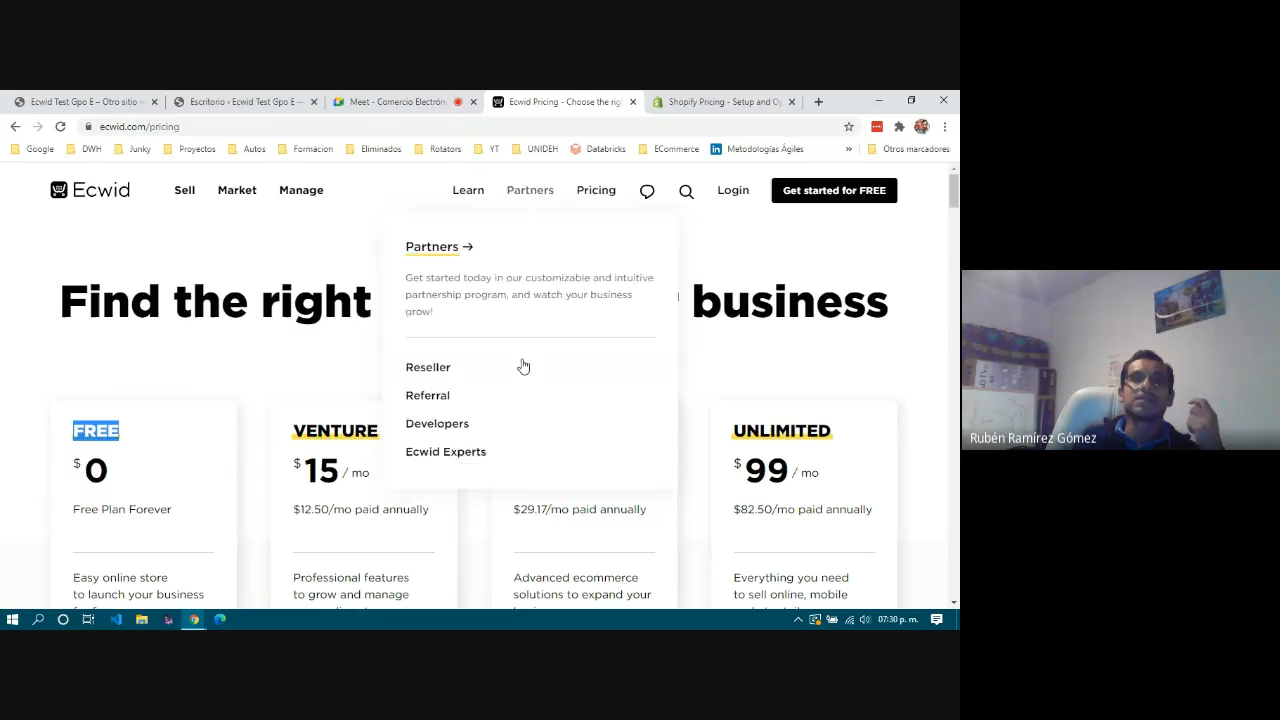 Ecwid Test Gpo E – Otro sitio
Escritorio ‹ Ecwid Test Gpo E —
Meet - Comercio Electrón
Ecwid Pricing - Choose the rig
Shopify Pricing - Setup and Op
ecwid.com/pricing
Google
DWH
Junky
Proyectos
Autos
Formacion
Eliminados
Rotators
YT
UNIDEH
Databricks
ECommerce
Metodologías Ágiles
»
Otros marcadores
Ecwid
Sell
Market
Manage
Learn
Partners
Pricing
Login
Get started for FREE
Partners →
Get started today in our customizable and intuitive
partnership program, and watch your business
grow!
Reseller
Referral
Developers
Ecwid Experts
Find the right
business
FREE
$0
Free Plan Forever
Easy online store
to launch your business
VENTURE
$15 / mo
$12.50/mo paid annually
Professional features
to grow and manage
$29.17/mo paid annually
Advanced ecommerce
solutions to expand your
UNLIMITED
$99 / mo
$82.50/mo paid annually
Everything you need
to sell online, mobile
07:30 p. m.
Rubén Ramírez Gómez